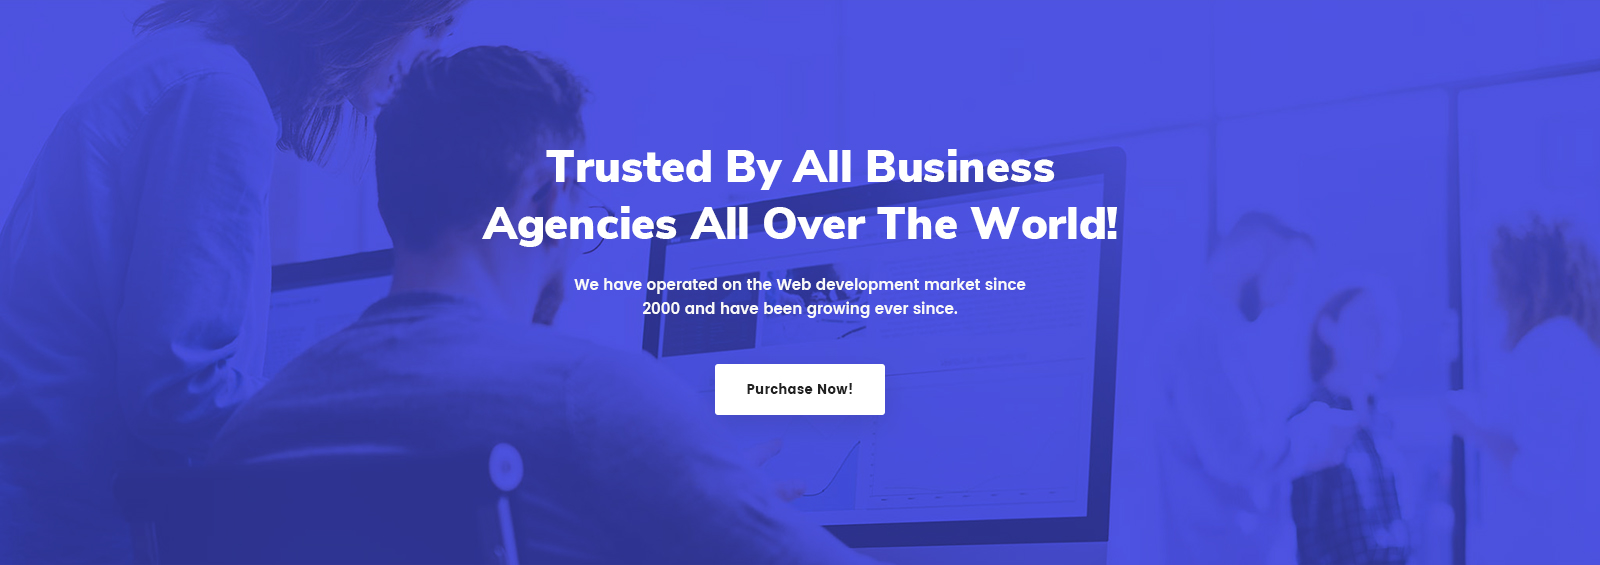 Trusted By All Business
Agencies All Over The World!
We have operated on the Web development market since
2000 and have been growing ever since.
Purchase Now!